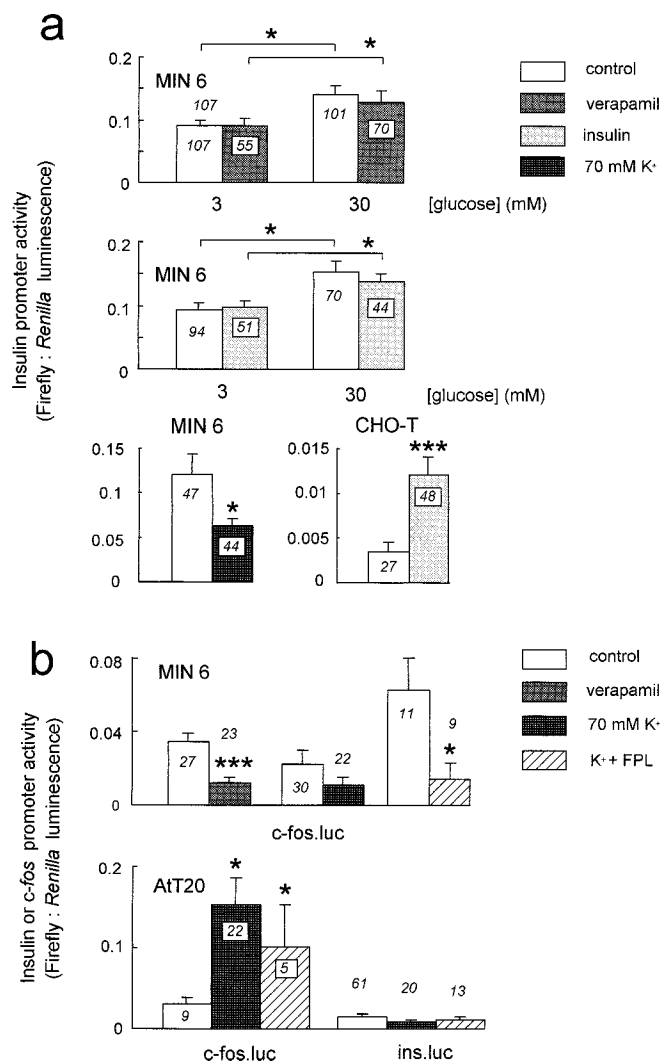 a
* *
0.2
MIN 6
107
0.1
107 55 101 70
0
3 30 [glucose] (mM)
control
verapamil
insulin
70 mM K+
Insulin promoter activity
(Firefly : Renilla luminescence)
* *
0.2
MIN 6
0.1
94 51 70 44
0
3 30 [glucose] (mM)
MIN 6
0.15
0.1
0.05
0
47 * 44
CHO-T
0.015
0.01
0.005
0
27 *** 48
b
0.08
MIN 6
0.04
0
27 23 *** 30 22 11 9 *
c-fos.luc
control
verapamil
70 mM K+
K+ + FPL
Insulin or c-fos promoter activity
(Firefly : Renilla luminescence)
0.2
AtT20
0.1
0
9 * 22 * 5 61 20 13
c-fos.luc ins.luc